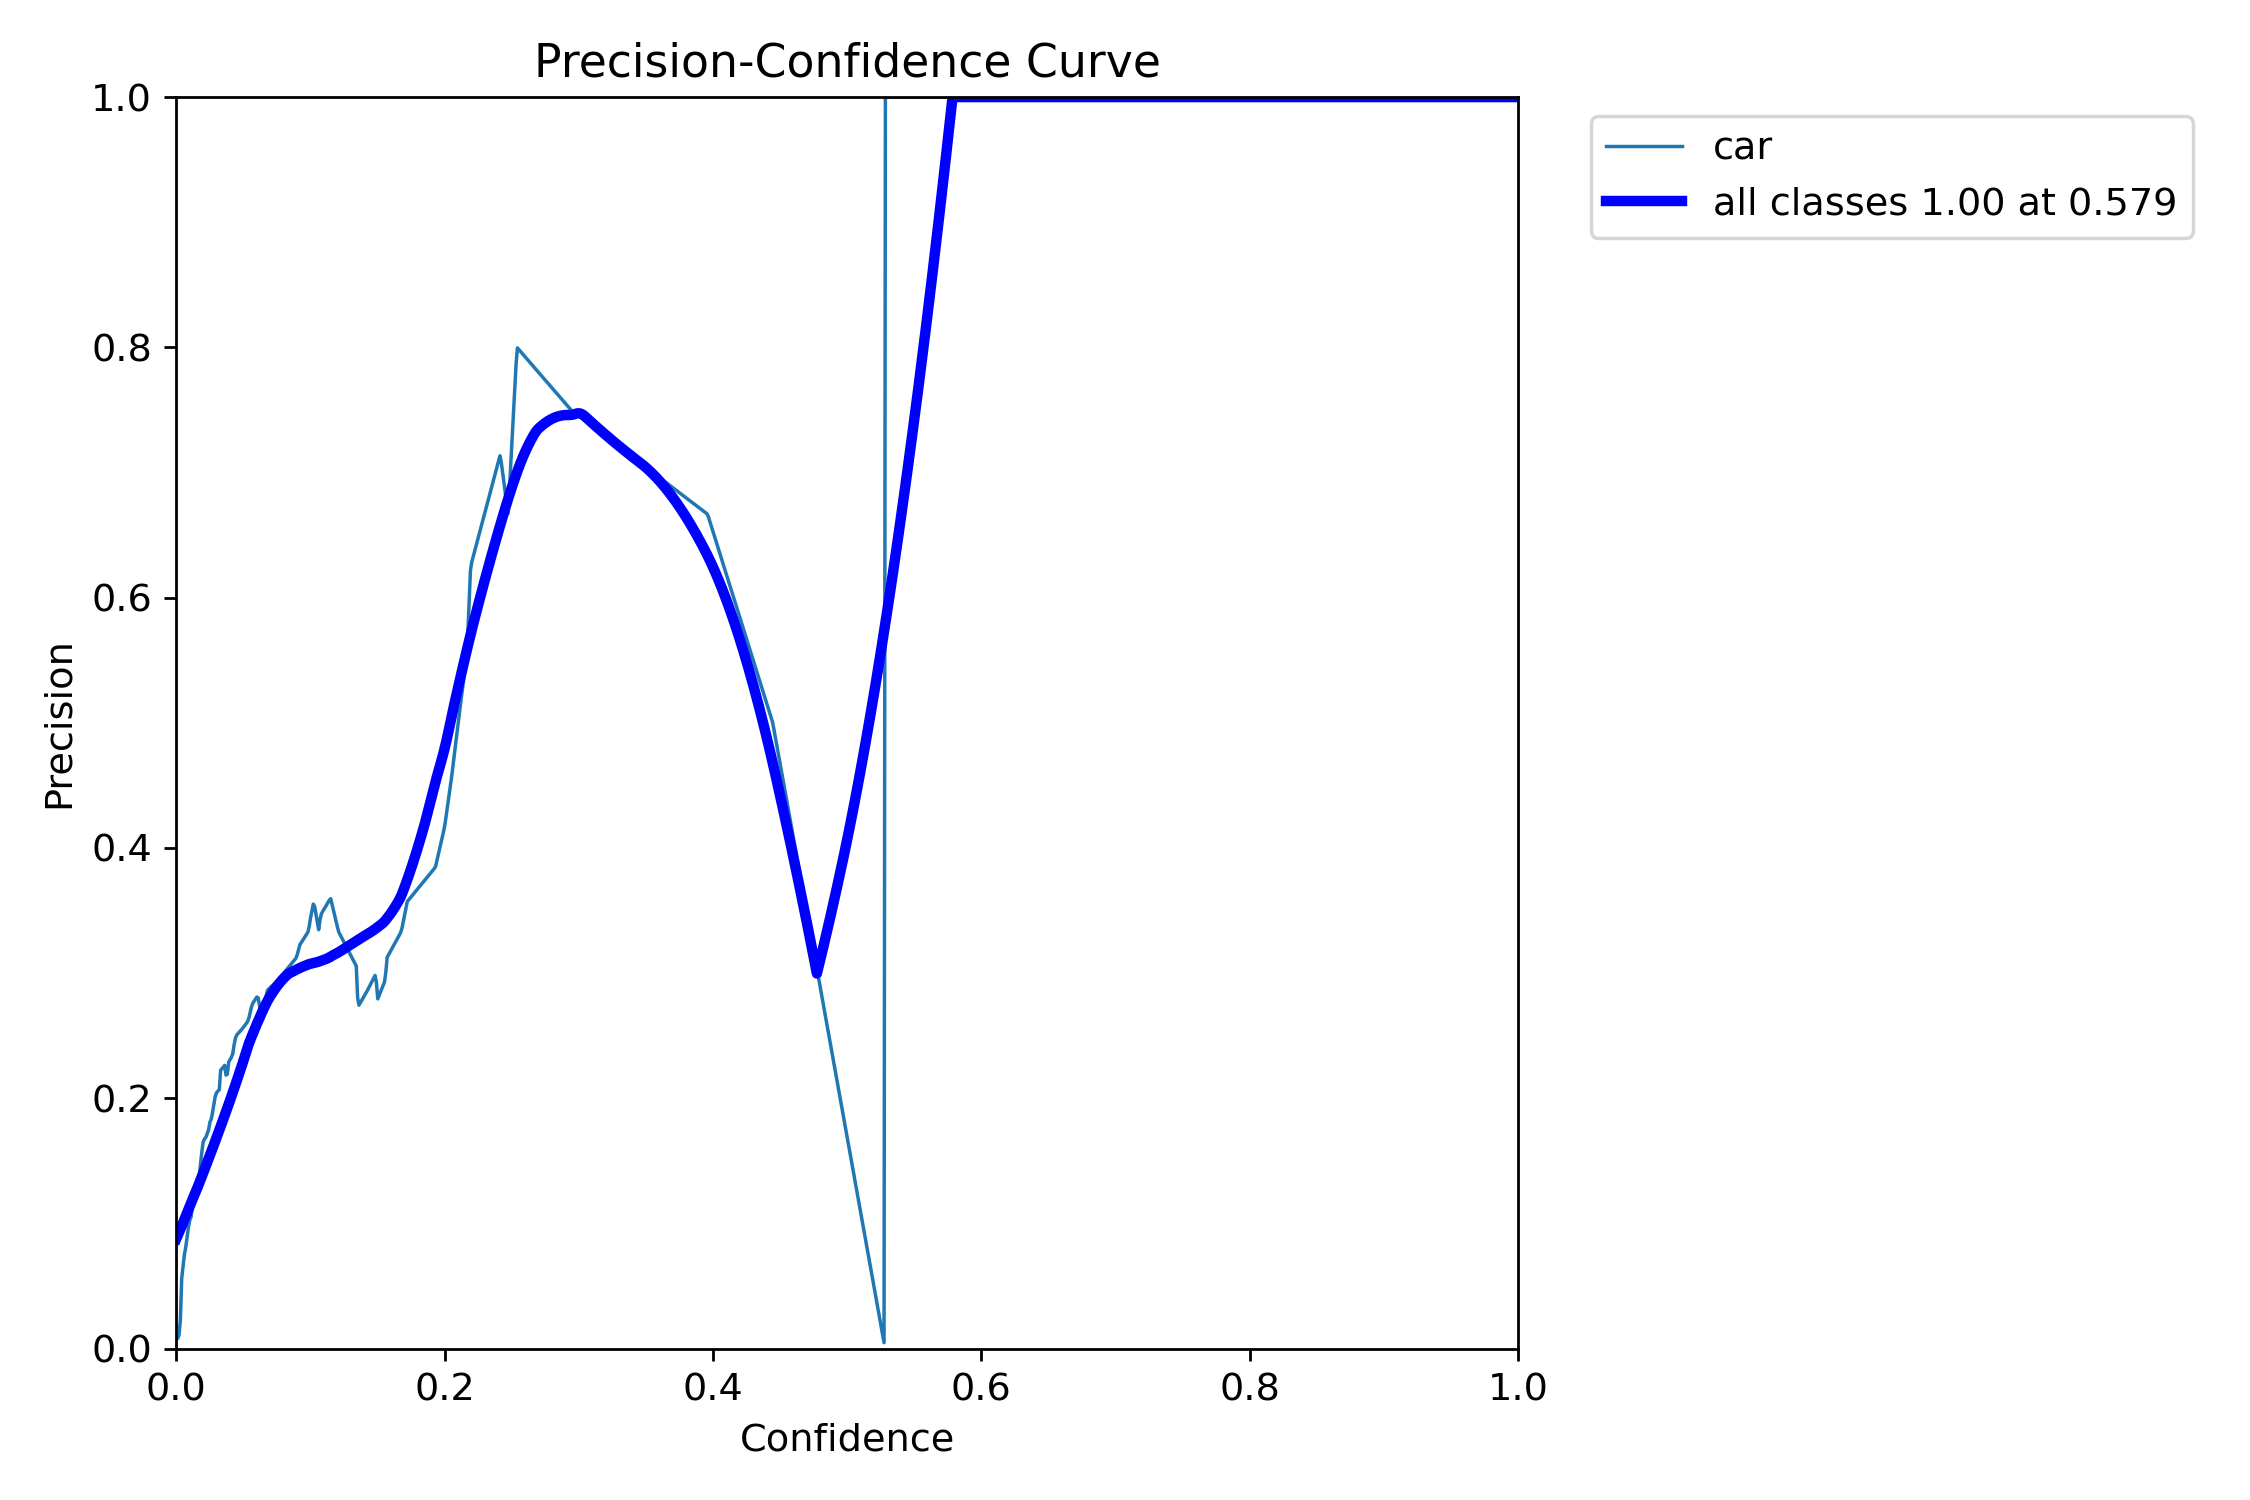 Precision-Confidence Curve
1.0
0.8
0.6
0.4
0.2
0.0
Precision
0.0 0.2 0.4 0.6 0.8 1.0
Confidence
car
all classes 1.00 at 0.579